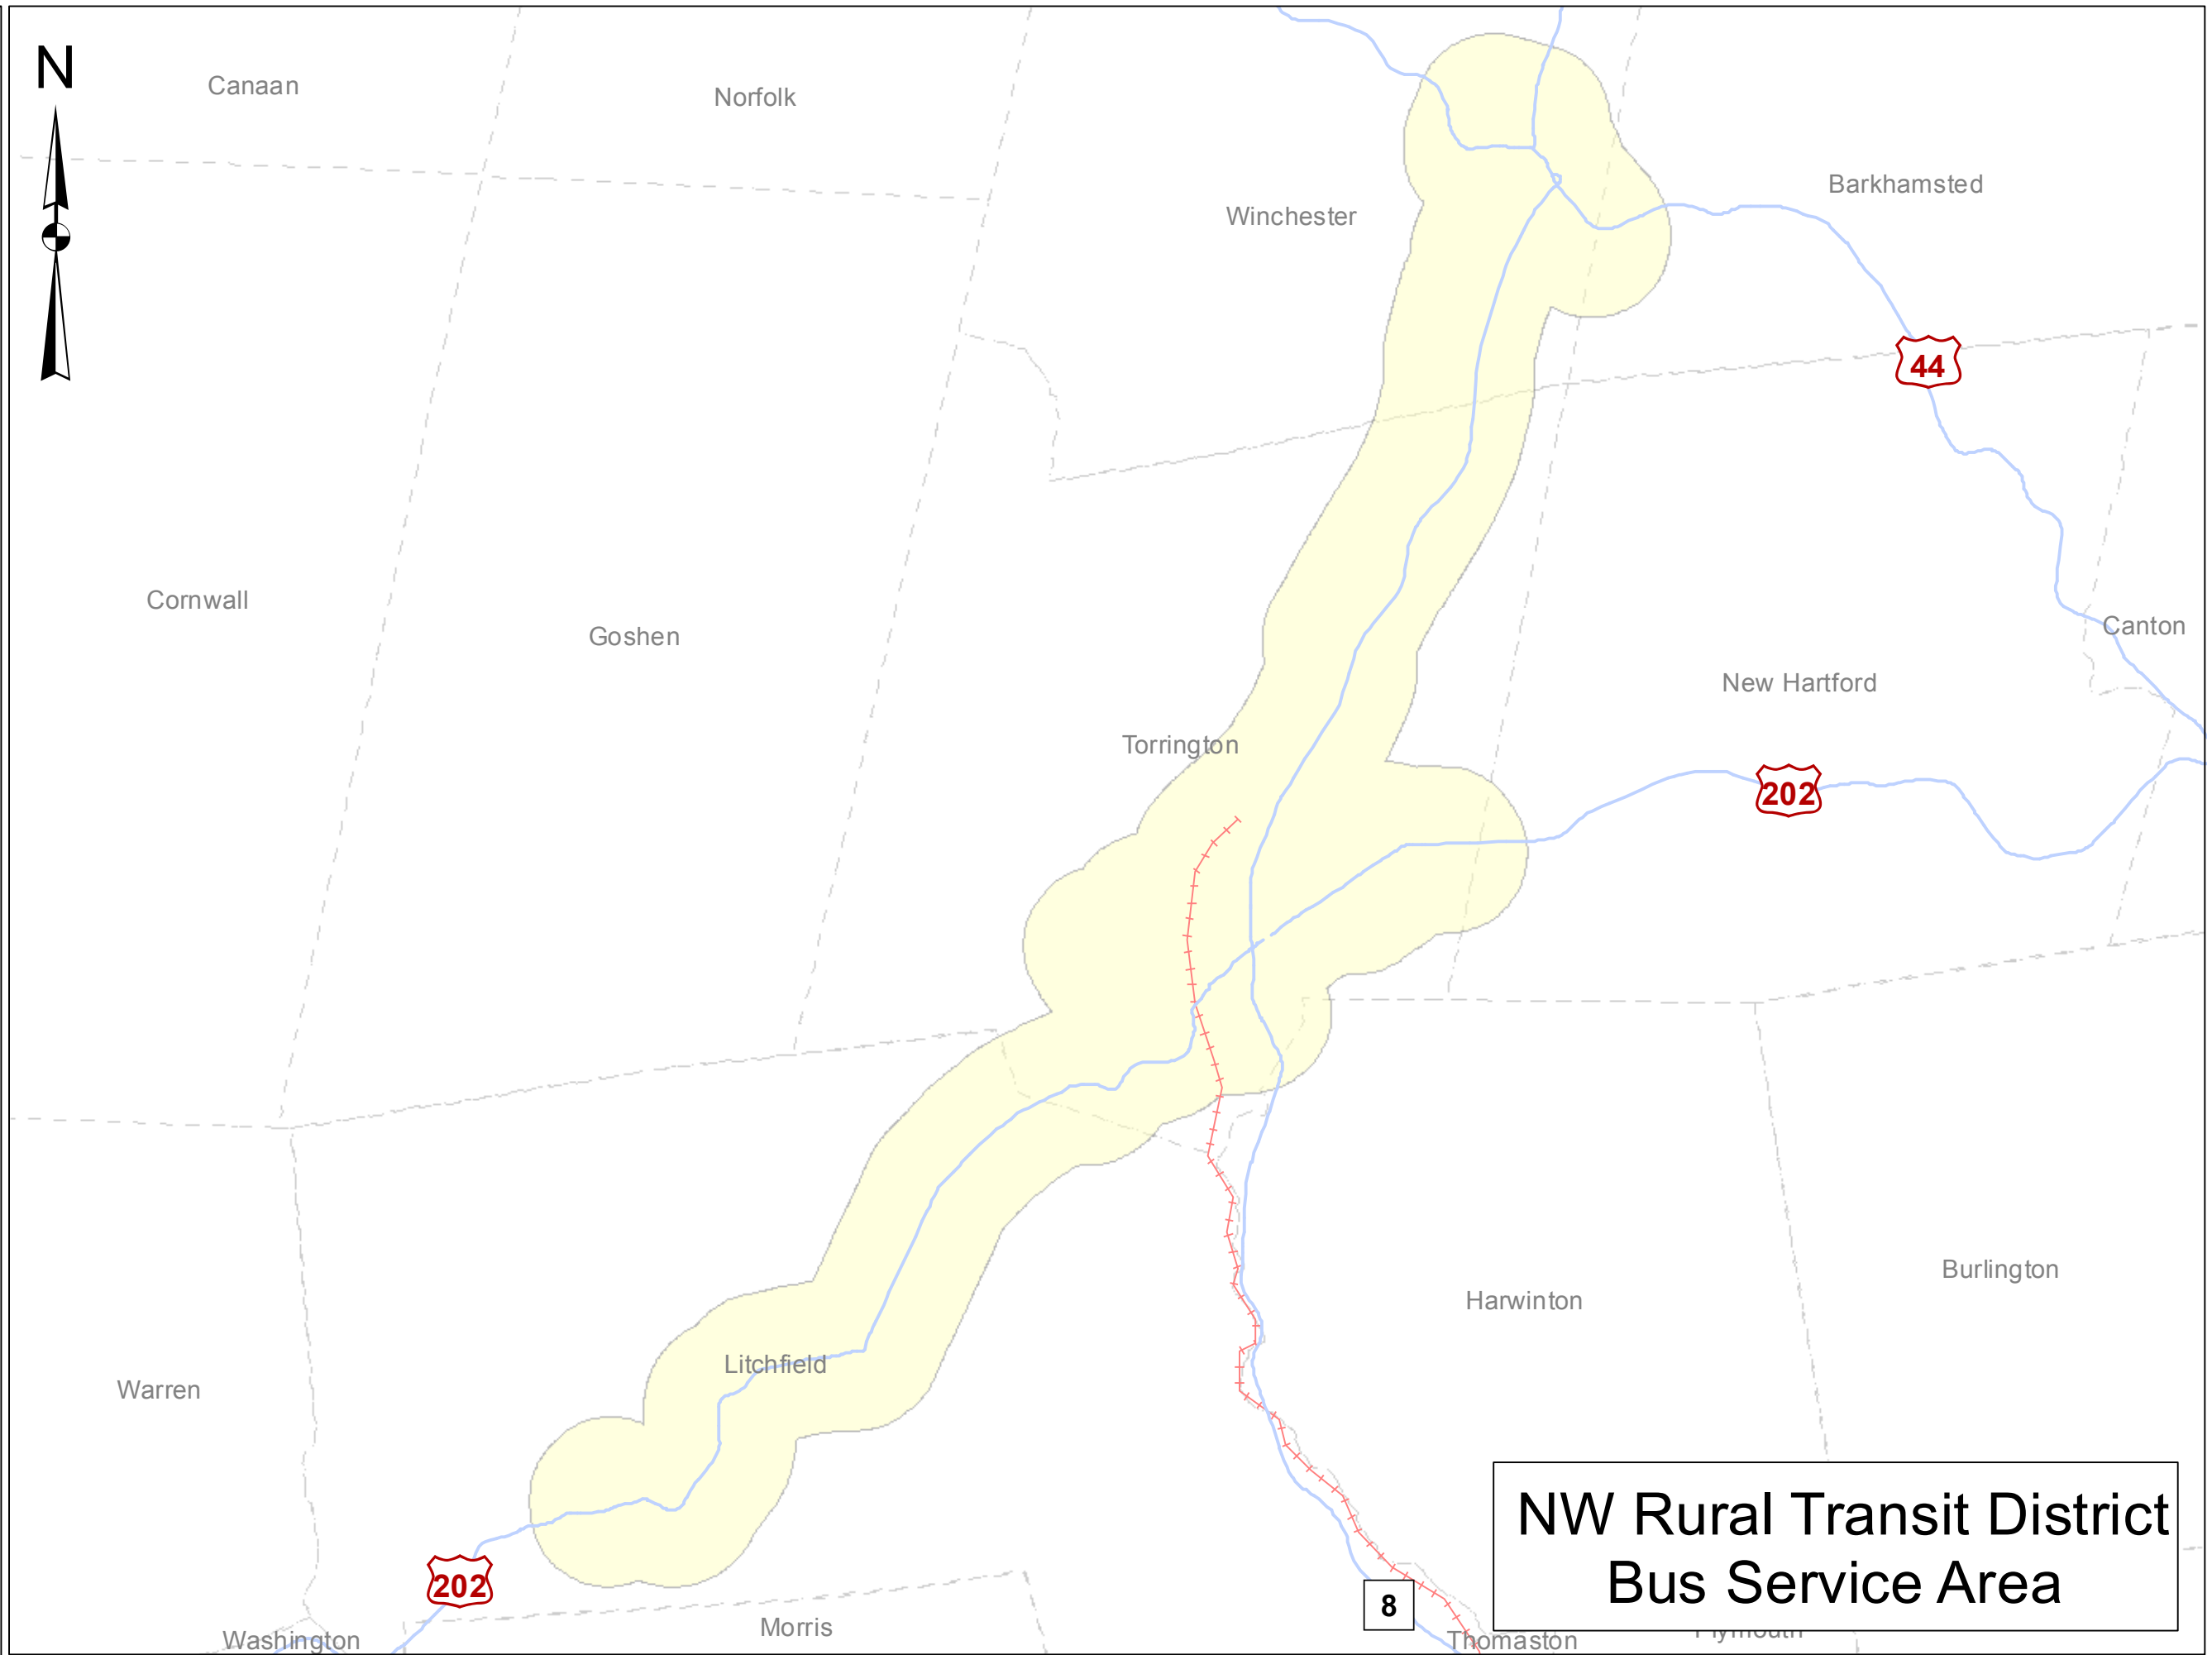 N
Canaan
Norfolk
Barkhamsted
Winchester
44
Cornwall
Goshen
Canton
New Hartford
Torrington
202
Burlington
Harwinton
Litchfield
Warren
NW Rural Transit District
Bus Service Area
202
8
Morris
Washington
Thomaston
Plymouth